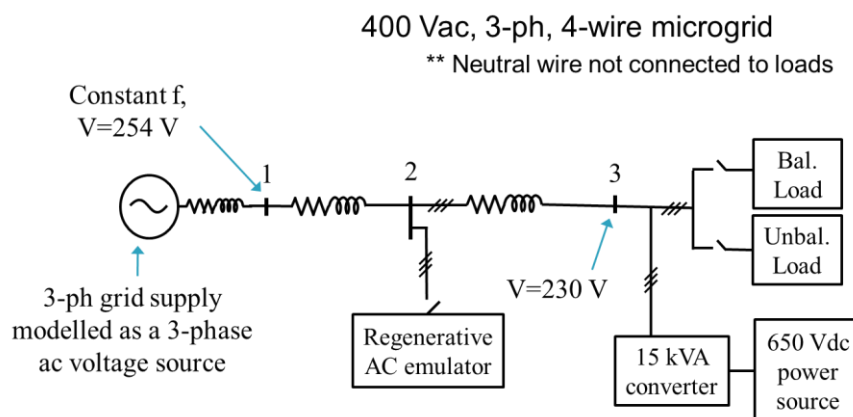 400 Vac, 3-ph, 4-wire microgrid
** Neutral wire not connected to loads
Constant f,
V=254 V
1
2
3
Bal.
Load
Unbal.
Load
V=230 V
3-ph grid supply
modelled as a 3-phase
ac voltage source
Regenerative
AC emulator
15 kVA
converter
650 Vdc
power
source